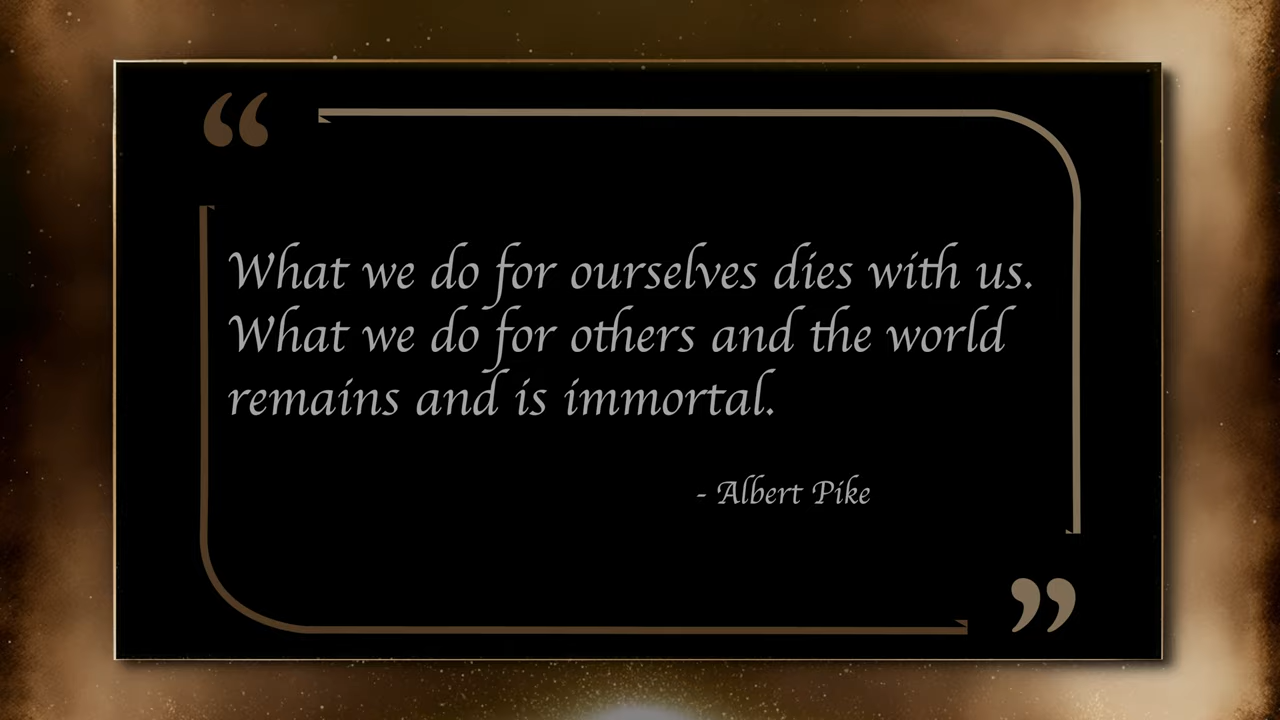 “
What we do for ourselves dies with us.
What we do for others and the world
remains and is immortal.
- Albert Pike
”